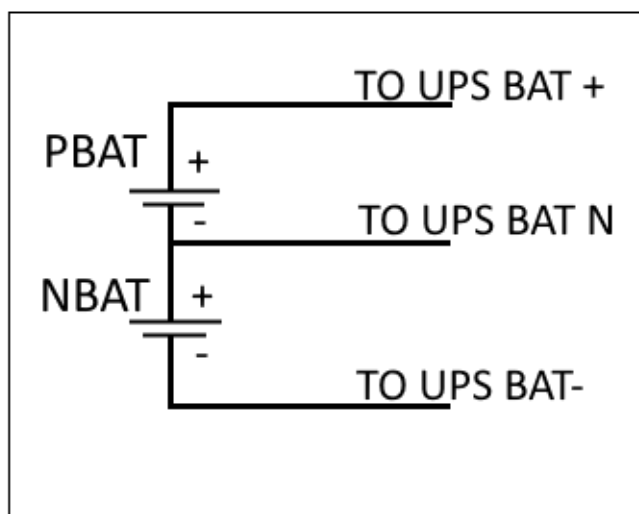 TO UPS BAT +
PBAT
+
-
TO UPS BAT N
NBAT
+
-
TO UPS BAT-